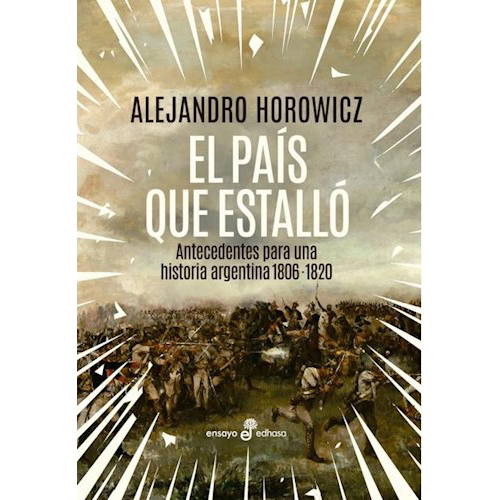 ALEJANDRO HOROWICZ
EL PAÍS
QUE ESTALLÓ
Antecedentes para una
historia argentina 1806-1820
ensayo edhasa